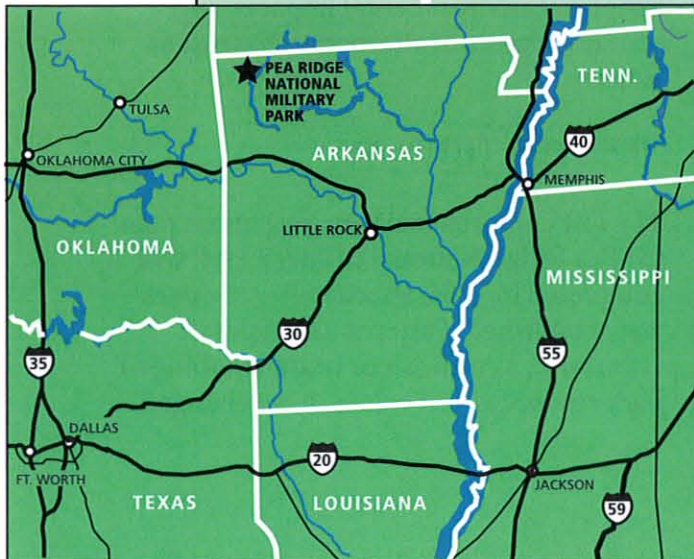 PEA RIDGE
NATIONAL
MILITARY
PARK
TENN.
TULSA
40
OKLAHOMA CITY
ARKANSAS
MEMPHIS
LITTLE ROCK
OKLAHOMA
MISSISSIPPI
30
35
55
DALLAS
20
FT. WORTH
JACKSON
TEXAS
LOUISIANA
59